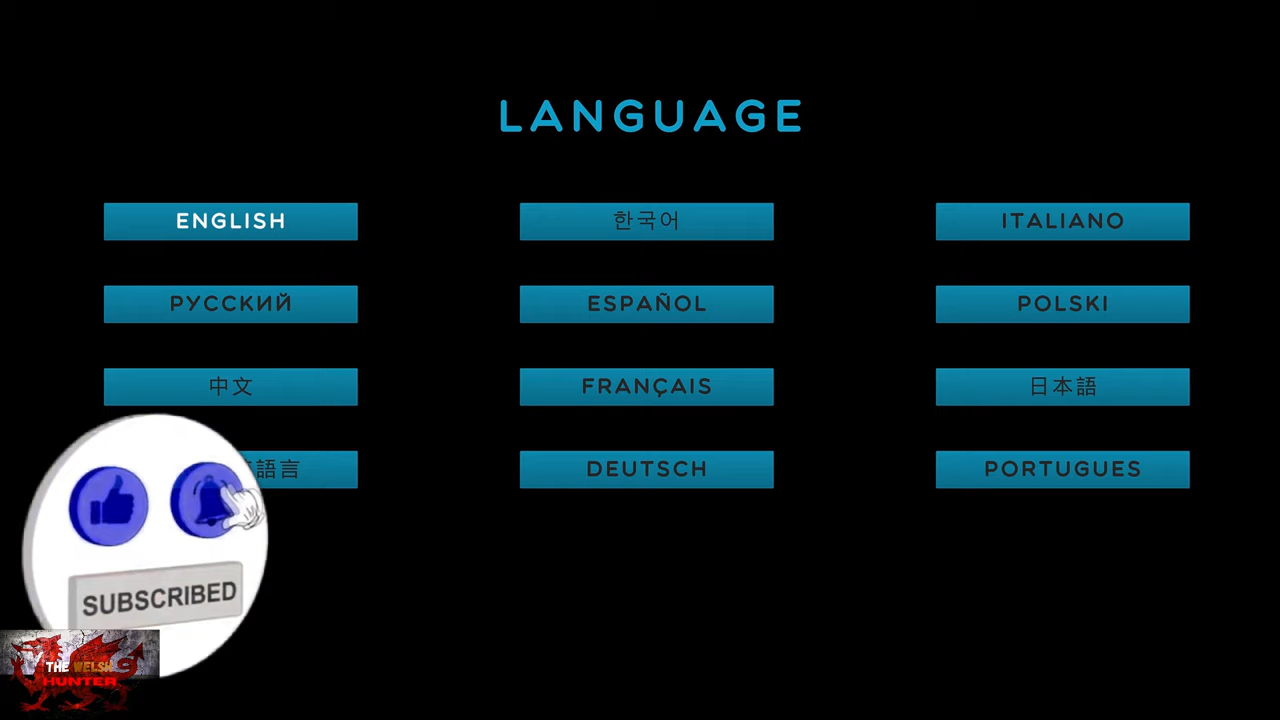 LANGUAGE
ENGLISH
한국어
ITALIANO
РУССКИЙ
ESPAÑOL
POLSKI
中文
FRANÇAIS
日本語
語言
DEUTSCH
PORTUGUES
SUBSCRIBED
THE WELSH
HUNTER